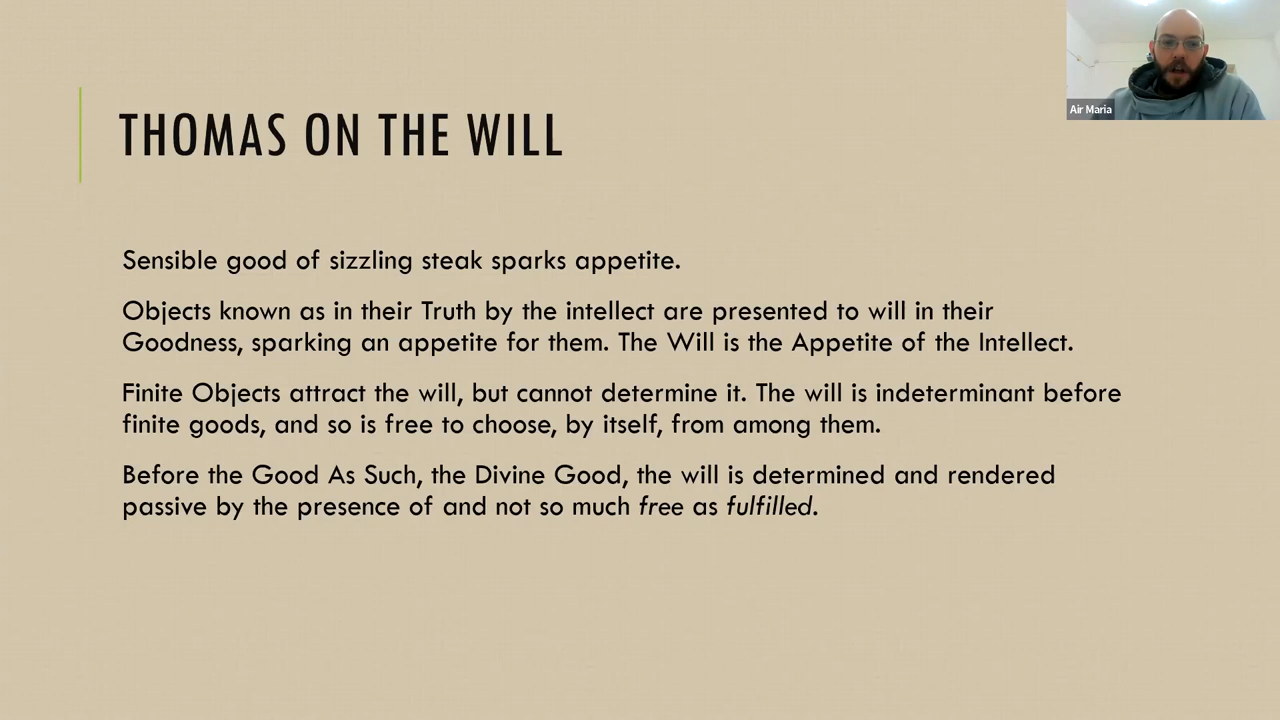 THOMAS ON THE WILL
Air Maria
Sensible good of sizzling steak sparks appetite.
Objects known as in their Truth by the intellect are presented to will in their
Goodness, sparking an appetite for them. The Will is the Appetite of the Intellect.
Finite Objects attract the will, but cannot determine it. The will is indeterminant before
finite goods, and so is free to choose, by itself, from among them.
Before the Good As Such, the Divine Good, the will is determined and rendered
passive by the presence of and not so much free as fulfilled.